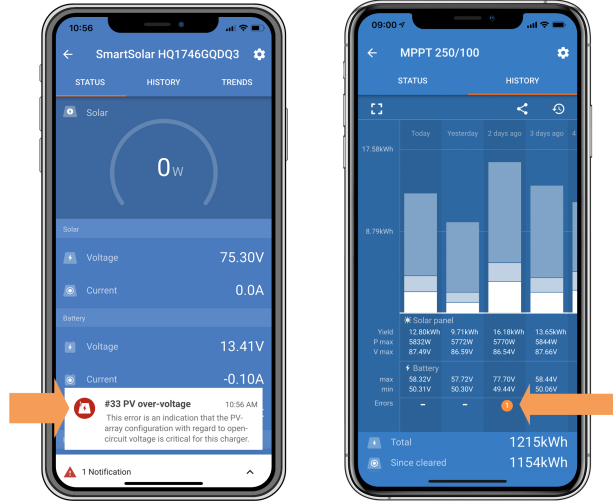 10:56
SmartSolar HQ1746GQDQ3
STATUS HISTORY TRENDS
Solar
0W
Solar
Voltage 75.30V
Current 0.0A
Battery
Voltage 13.41V
Current -0.10A
#33 PV over-voltage 10:56 AM
This error is an indication that the PV-
array configuration with regard to open-
circuit voltage is critical for this charger.
1 Notification
09:00
MPPT 250/100
STATUS HISTORY
Today Yesterday 2 days ago 3 days ago 4
17.58kWh
8.79kWh
Solar panel
Yield 12.80kWh 9.71kWh 16.18kWh 13.65kWh
P max 5832W 5772W 5770W 5844W
V max 87.49V 86.59V 86.54V 87.66V
Battery
max 58.32V 57.72V 77.70V 58.44V
min 50.31V 50.30V 49.44V 50.06V
Errors - - 1
Total 1215kWh
Since cleared 1154kWh